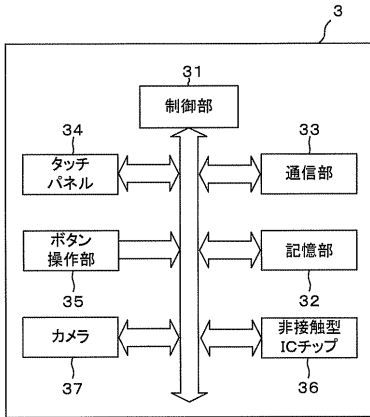 3
31
制御部
34
33
タッチ
パネル
通信部
ボタン
操作部
記憶部
35
32
カメラ
非接触型
ICチップ
37
36